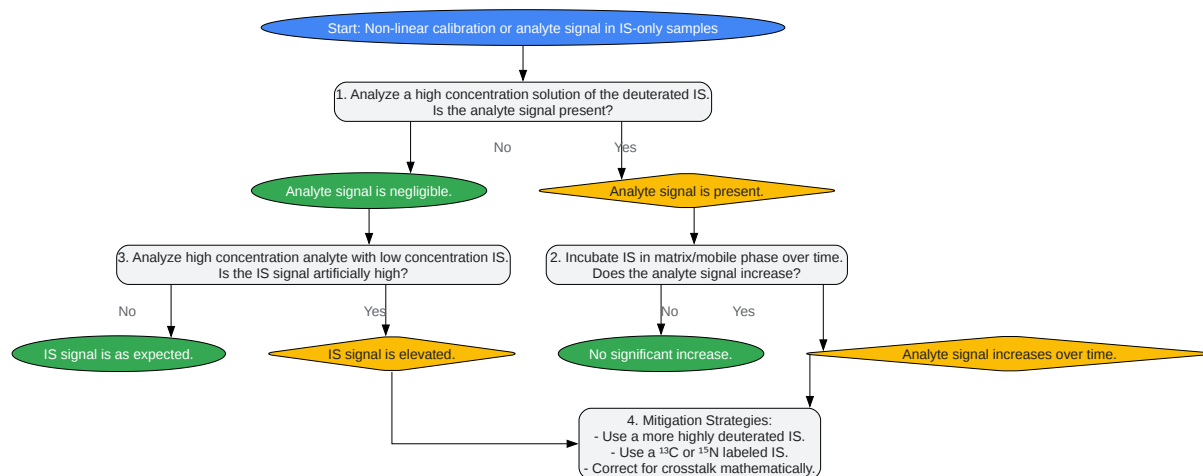 Start: Non-linear calibration or analyte signal in IS-only samples
1. Analyze a high concentration solution of the deuterated IS.
Is the analyte signal present?
No
Yes
Analyte signal is negligible.
Analyte signal is present.
3. Analyze high concentration analyte with low concentration IS.
Is the IS signal artificially high?
2. Incubate IS in matrix/mobile phase over time.
Does the analyte signal increase?
No
Yes
No
Yes
IS signal is as expected.
IS signal is elevated.
No significant increase.
Analyte signal increases over time.
4. Mitigation Strategies:
- Use a more highly deuterated IS.
- Use a ¹³C or ¹⁵N labeled IS.
- Correct for crosstalk mathematically.